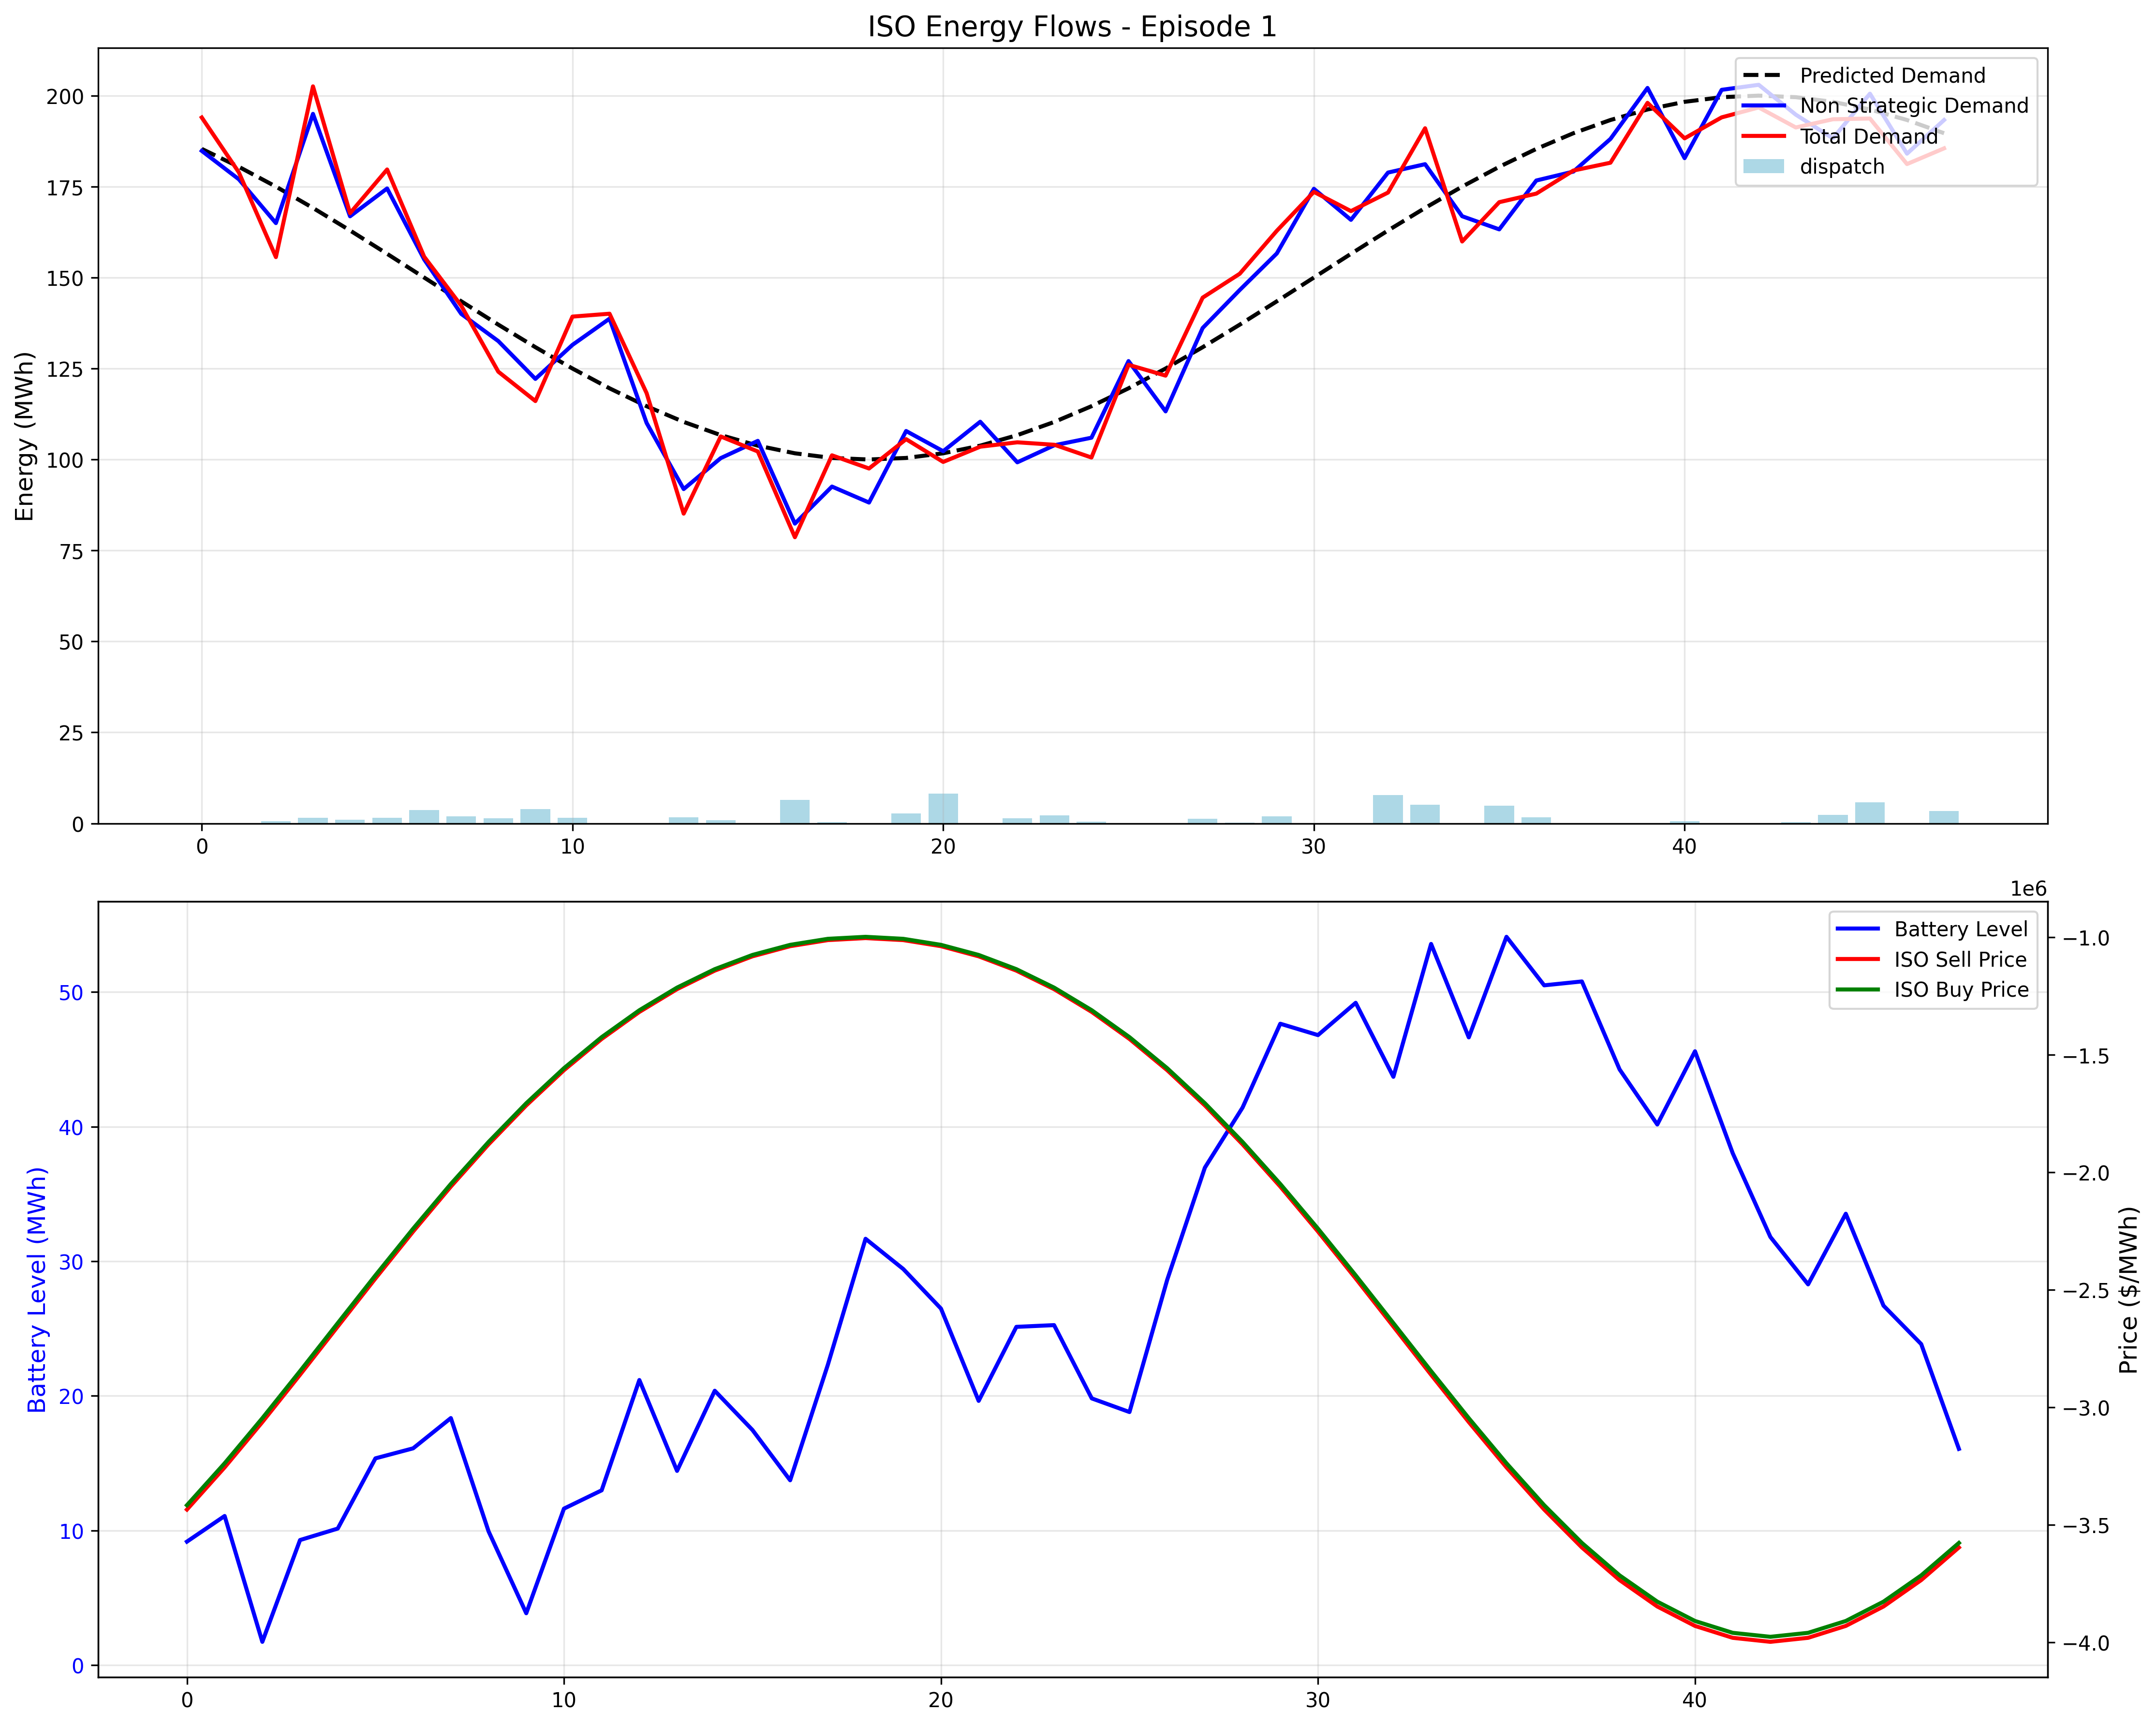 ISO Energy Flows - Episode 1
Energy (MWh)
200
175
150
125
100
75
50
25
0
Predicted Demand
Non Strategic Demand
Total Demand
dispatch
0 10 20 30 40
1e6
Battery Level (MWh)
50
40
30
20
10
0
Battery Level
ISO Sell Price
ISO Buy Price
−1.0
−1.5
−2.0
−2.5
−3.0
−3.5
−4.0
Price ($/MWh)
0 10 20 30 40